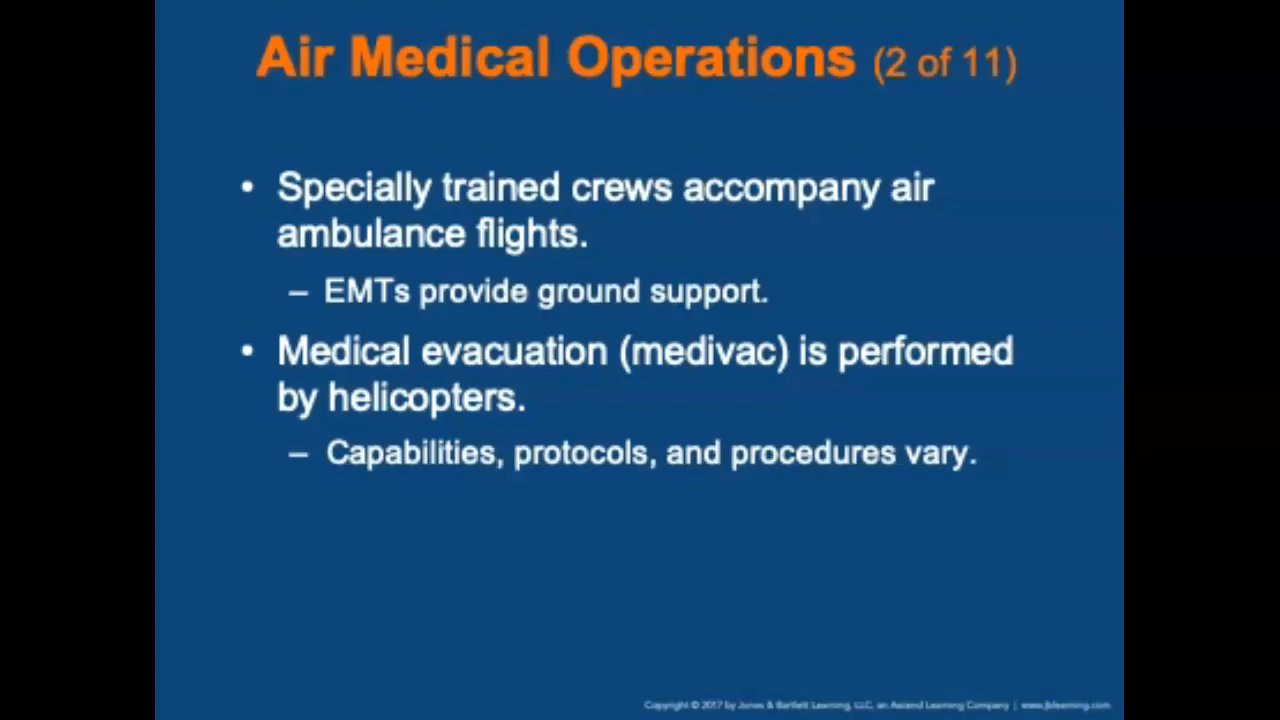 Air Medical Operations (2 of 11)
• Specially trained crews accompany air
ambulance flights.
– EMTs provide ground support.
• Medical evacuation (medivac) is performed
by helicopters.
– Capabilities, protocols, and procedures vary.
Copyright © 2017 by Jones & Bartlett Learning, LLC, an Ascend Learning Company | www.jblearning.com